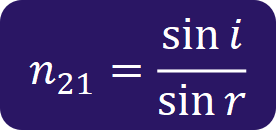 n₂₁ = sin i / sin r